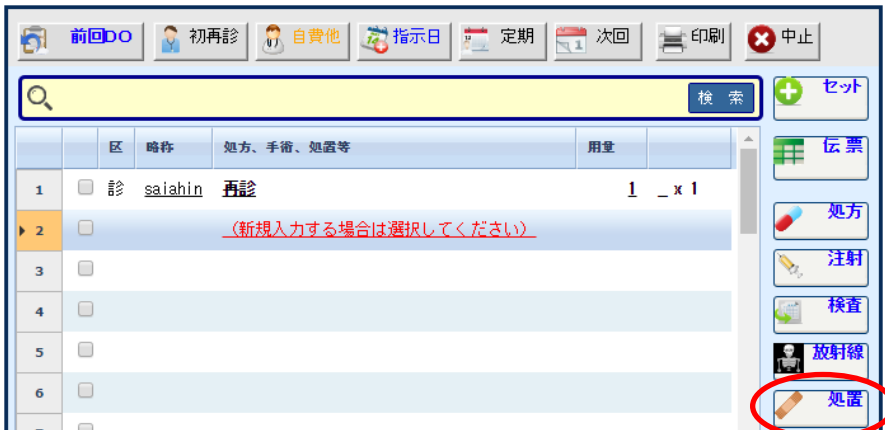 前回DO 初再診 自費他 指示日 定期 次回 印刷 中止
検 索 セット
区 略称 処方、手術、処置等 用量
伝票
1 診 saiahin 再診 1 _ x 1
処方
2 （新規入力する場合は選択してください）
注射
3
検査
4
放射線
5
処置
6